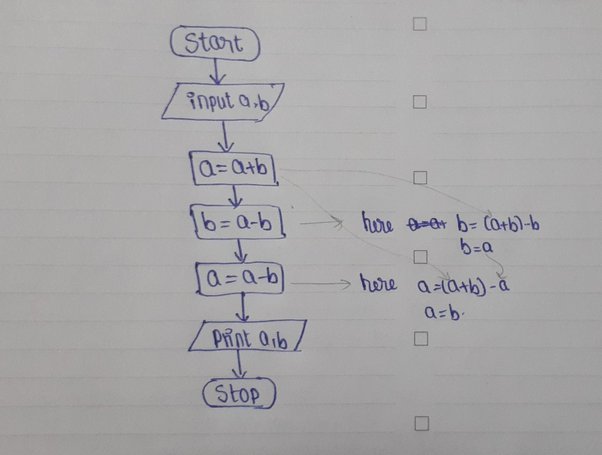 Start
input a,b
a=a+b
b=a-b
here a=a+ b=(a+b)-b
b=a
a=a-b
here a=(a+b)-a
a=b.
print a,b
Stop